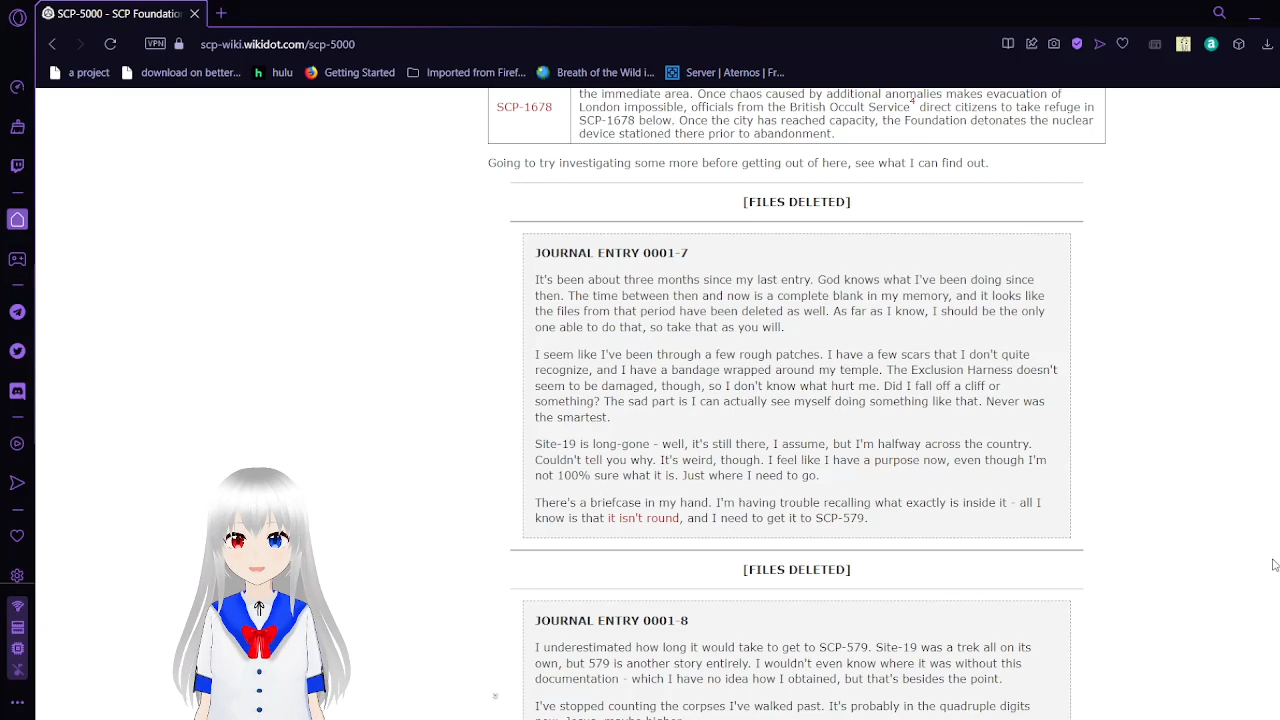 SCP-5000 - SCP Foundation
VPN
scp-wiki.wikidot.com/scp-5000
a project
download on better...
hulu
Getting Started
Imported from Firef...
Breath of the Wild i...
Server | Aternos | Fr...
the immediate area. Once chaos caused by additional anomalies makes evacuation of
London impossible, officials from the British Occult Service4 direct citizens to take refuge in
SCP-1678
SCP-1678 below. Once the city has reached capacity, the Foundation detonates the nuclear
device stationed there prior to abandonment.
Going to try investigating some more before getting out of here, see what I can find out.
[FILES DELETED]
JOURNAL ENTRY 0001-7
It's been about three months since my last entry. God knows what I've been doing since
then. The time between then and now is a complete blank in my memory, and it looks like
the files from that period have been deleted as well. As far as I know, I should be the only
one able to do that, so take that as you will.
I seem like I've been through a few rough patches. I have a few scars that I don't quite
recognize, and I have a bandage wrapped around my temple. The Exclusion Harness doesn't
seem to be damaged, though, so I don't know what hurt me. Did I fall off a cliff or
something? The sad part is I can actually see myself doing something like that. Never was
the smartest.
Site-19 is long-gone - well, it's still there, I assume, but I'm halfway across the country.
Couldn't tell you why. It's weird, though. I feel like I have a purpose now, even though I'm
not 100% sure what it is. Just where I need to go.
There's a briefcase in my hand. I'm having trouble recalling what exactly is inside it - all I
know is that it isn't round, and I need to get it to SCP-579.
[FILES DELETED]
JOURNAL ENTRY 0001-8
I underestimated how long it would take to get to SCP-579. Site-19 was a trek all on its
own, but 579 is another story entirely. I wouldn't even know where it was without this
documentation - which I have no idea how I obtained, but that's besides the point.
I've stopped counting the corpses I've walked past. It's probably in the quadruple digits
now. Jesus, maybe higher.